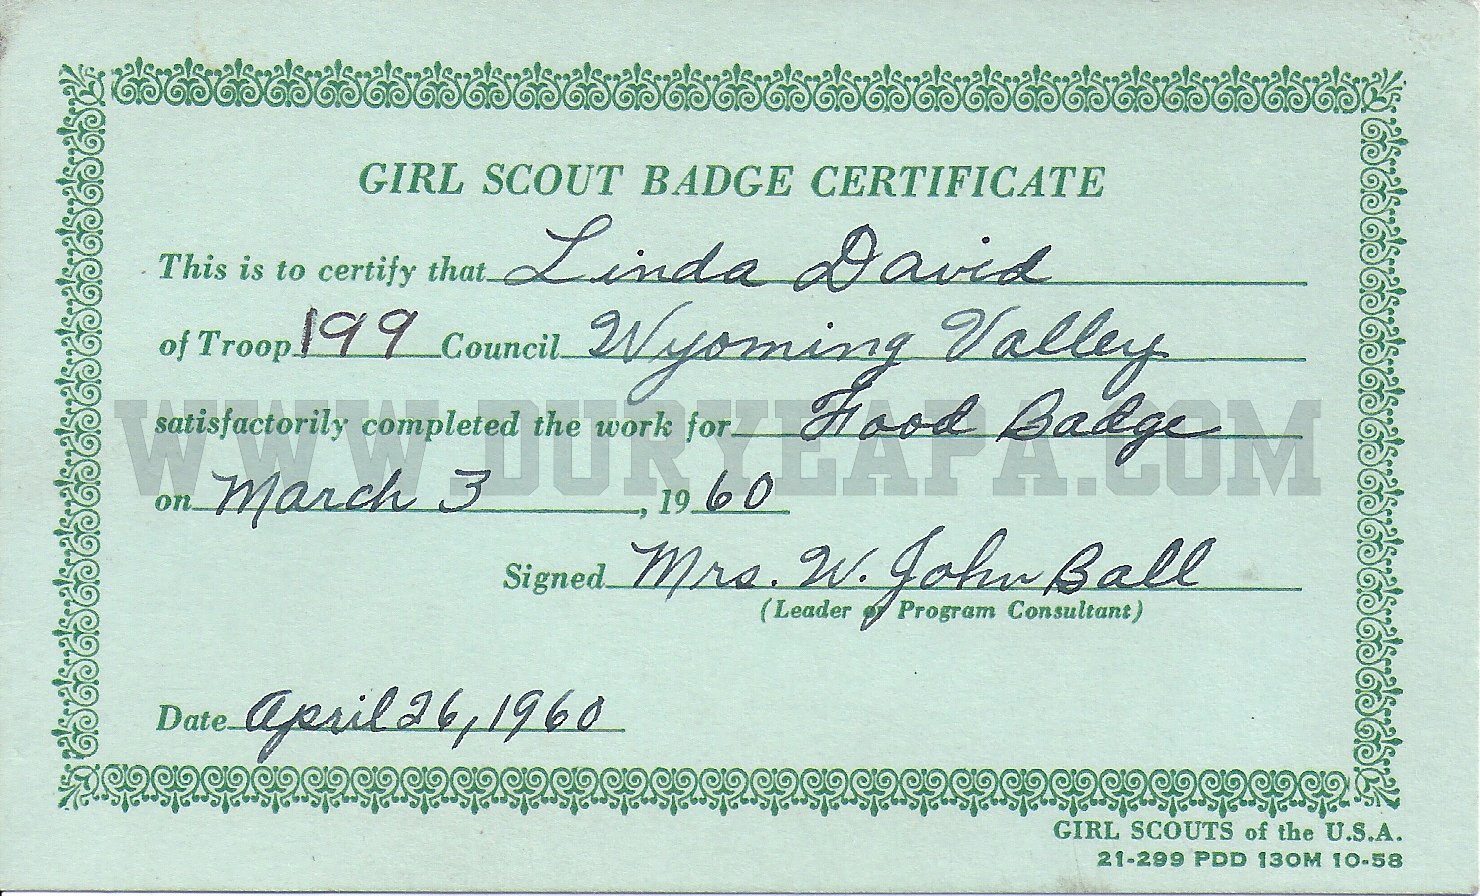 GIRL SCOUT BADGE CERTIFICATE
This is to certify that Linda David
of Troop 199 Council Wyoming Valley
satisfactorily completed the work for Food Badge
WWW.DURYEAPA.COM
on March 3, 1960
Signed Mrs. W. John Ball
(Leader or Program Consultant)
Date April 26, 1960
GIRL SCOUTS of the U.S.A.
21-299 PDD 130M 10-58